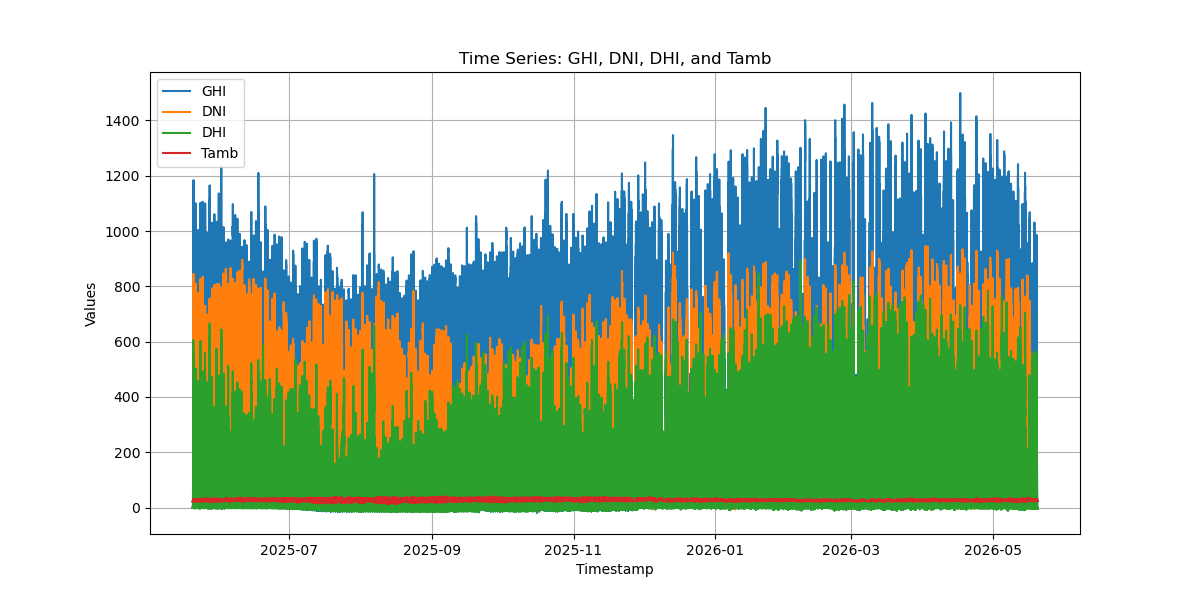 Time Series: GHI, DNI, DHI, and Tamb
GHI
DNI
DHI
Tamb
1400
1200
1000
800
600
400
200
0
Values
2025-07 2025-09 2025-11 2026-01 2026-03 2026-05
Timestamp